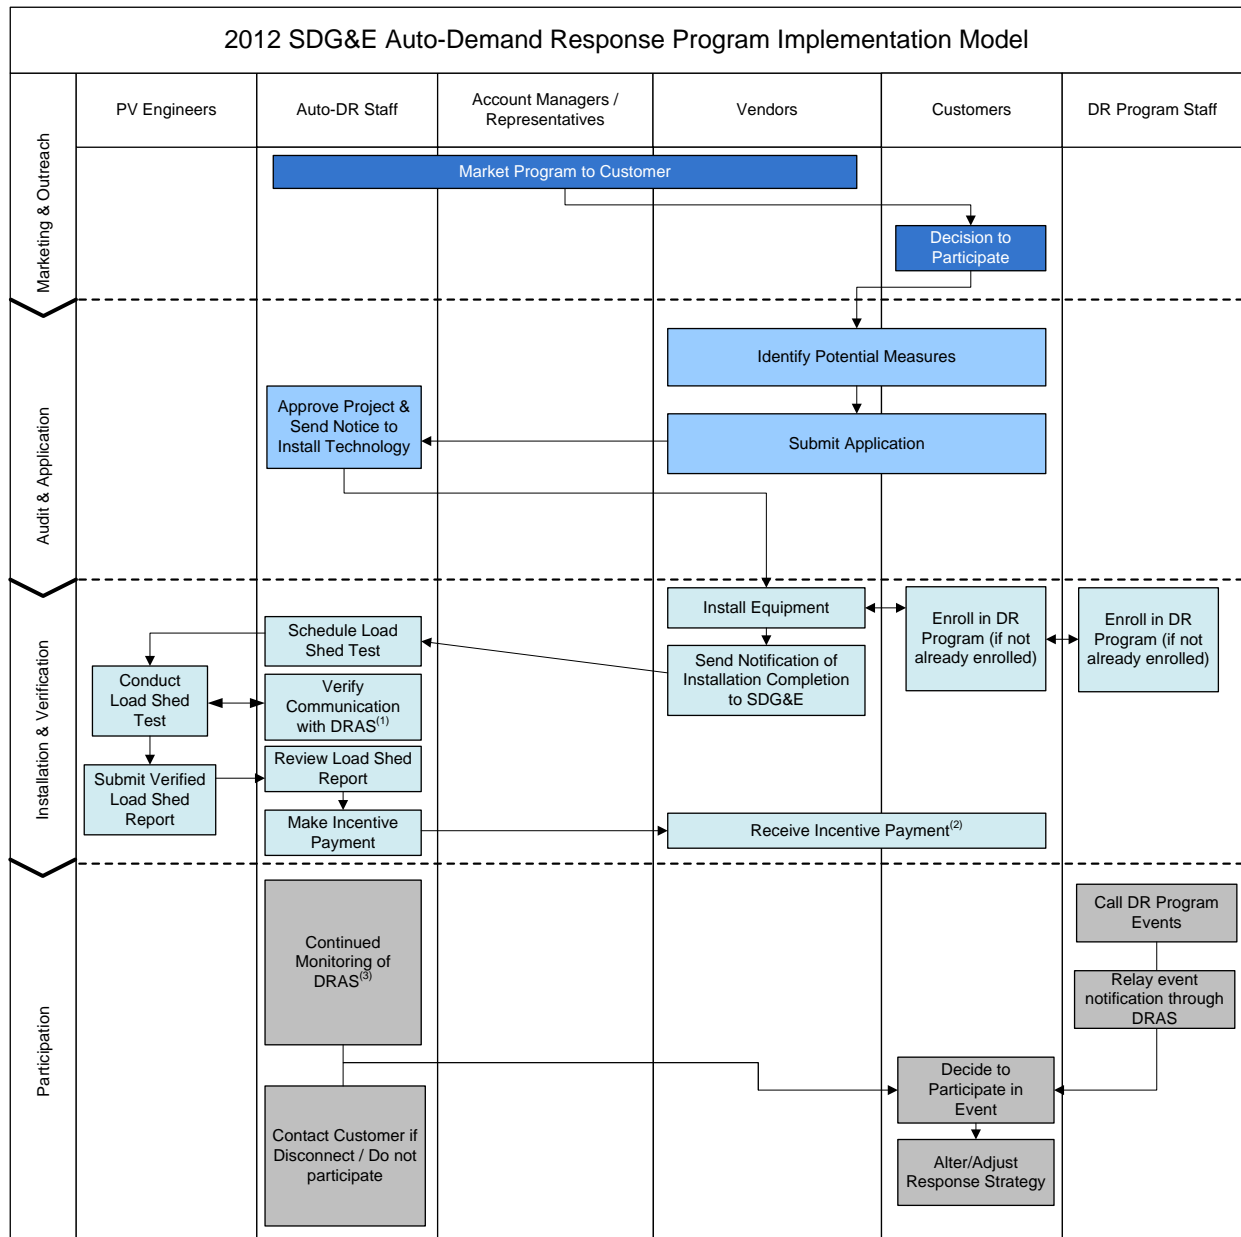 2012 SDG&E Auto-Demand Response Program Implementation Model
PV Engineers
Auto-DR Staff
Account Managers /
Representatives
Vendors
Customers
DR Program Staff
Marketing & Outreach
Market Program to Customer
Decision to
Participate
Audit & Application
Identify Potential Measures
Approve Project &
Send Notice to
Install Technology
Submit Application
Installation & Verification
Install Equipment
Enroll in DR
Program (if not
already enrolled)
Enroll in DR
Program (if not
already enrolled)
Schedule Load
Shed Test
Send Notification of
Installation Completion
to SDG&E
Conduct
Load Shed
Test
Verify
Communication
with DRAS(1)
Review Load Shed
Report
Submit Verified
Load Shed
Report
Make Incentive
Payment
Receive Incentive Payment(2)
Participation
Continued
Monitoring of
DRAS(3)
Call DR Program
Events
Relay event
notification through
DRAS
Decide to
Participate in
Event
Contact Customer if
Disconnect / Do not
participate
Alter/Adjust
Response Strategy